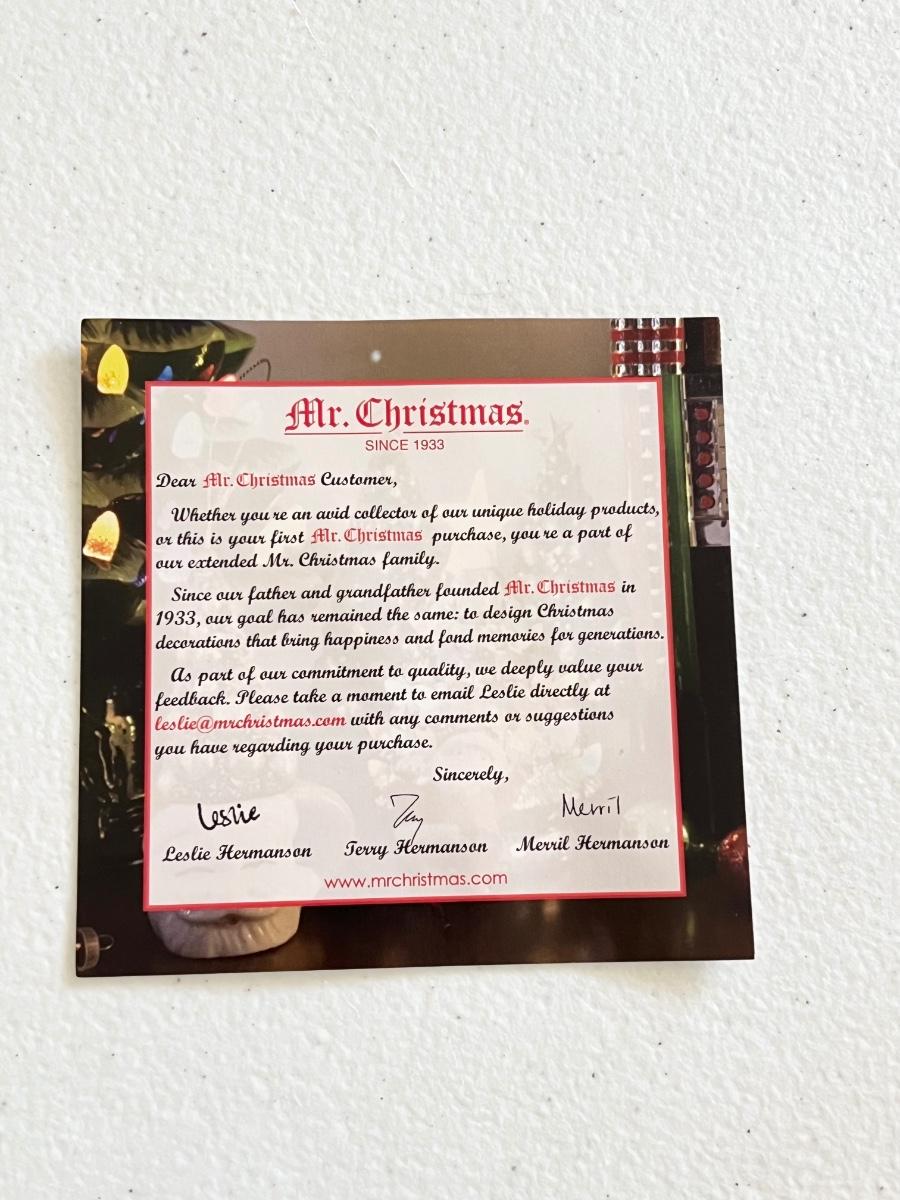 Mr. Christmas®
SINCE 1933
Dear Mr. Christmas Customer,
Whether you're an avid collector of our unique holiday products,
or this is your first Mr. Christmas purchase, you're a part of
our extended Mr. Christmas family.
Since our father and grandfather founded Mr. Christmas in
1933, our goal has remained the same: to design Christmas
decorations that bring happiness and fond memories for generations.
As part of our commitment to quality, we deeply value your
feedback. Please take a moment to email Leslie directly at
leslie@mrchristmas.com with any comments or suggestions
you have regarding your purchase.
Sincerely,
Leslie Terry Merril
Leslie Hermanson Terry Hermanson Merril Hermanson
www.mrchristmas.com